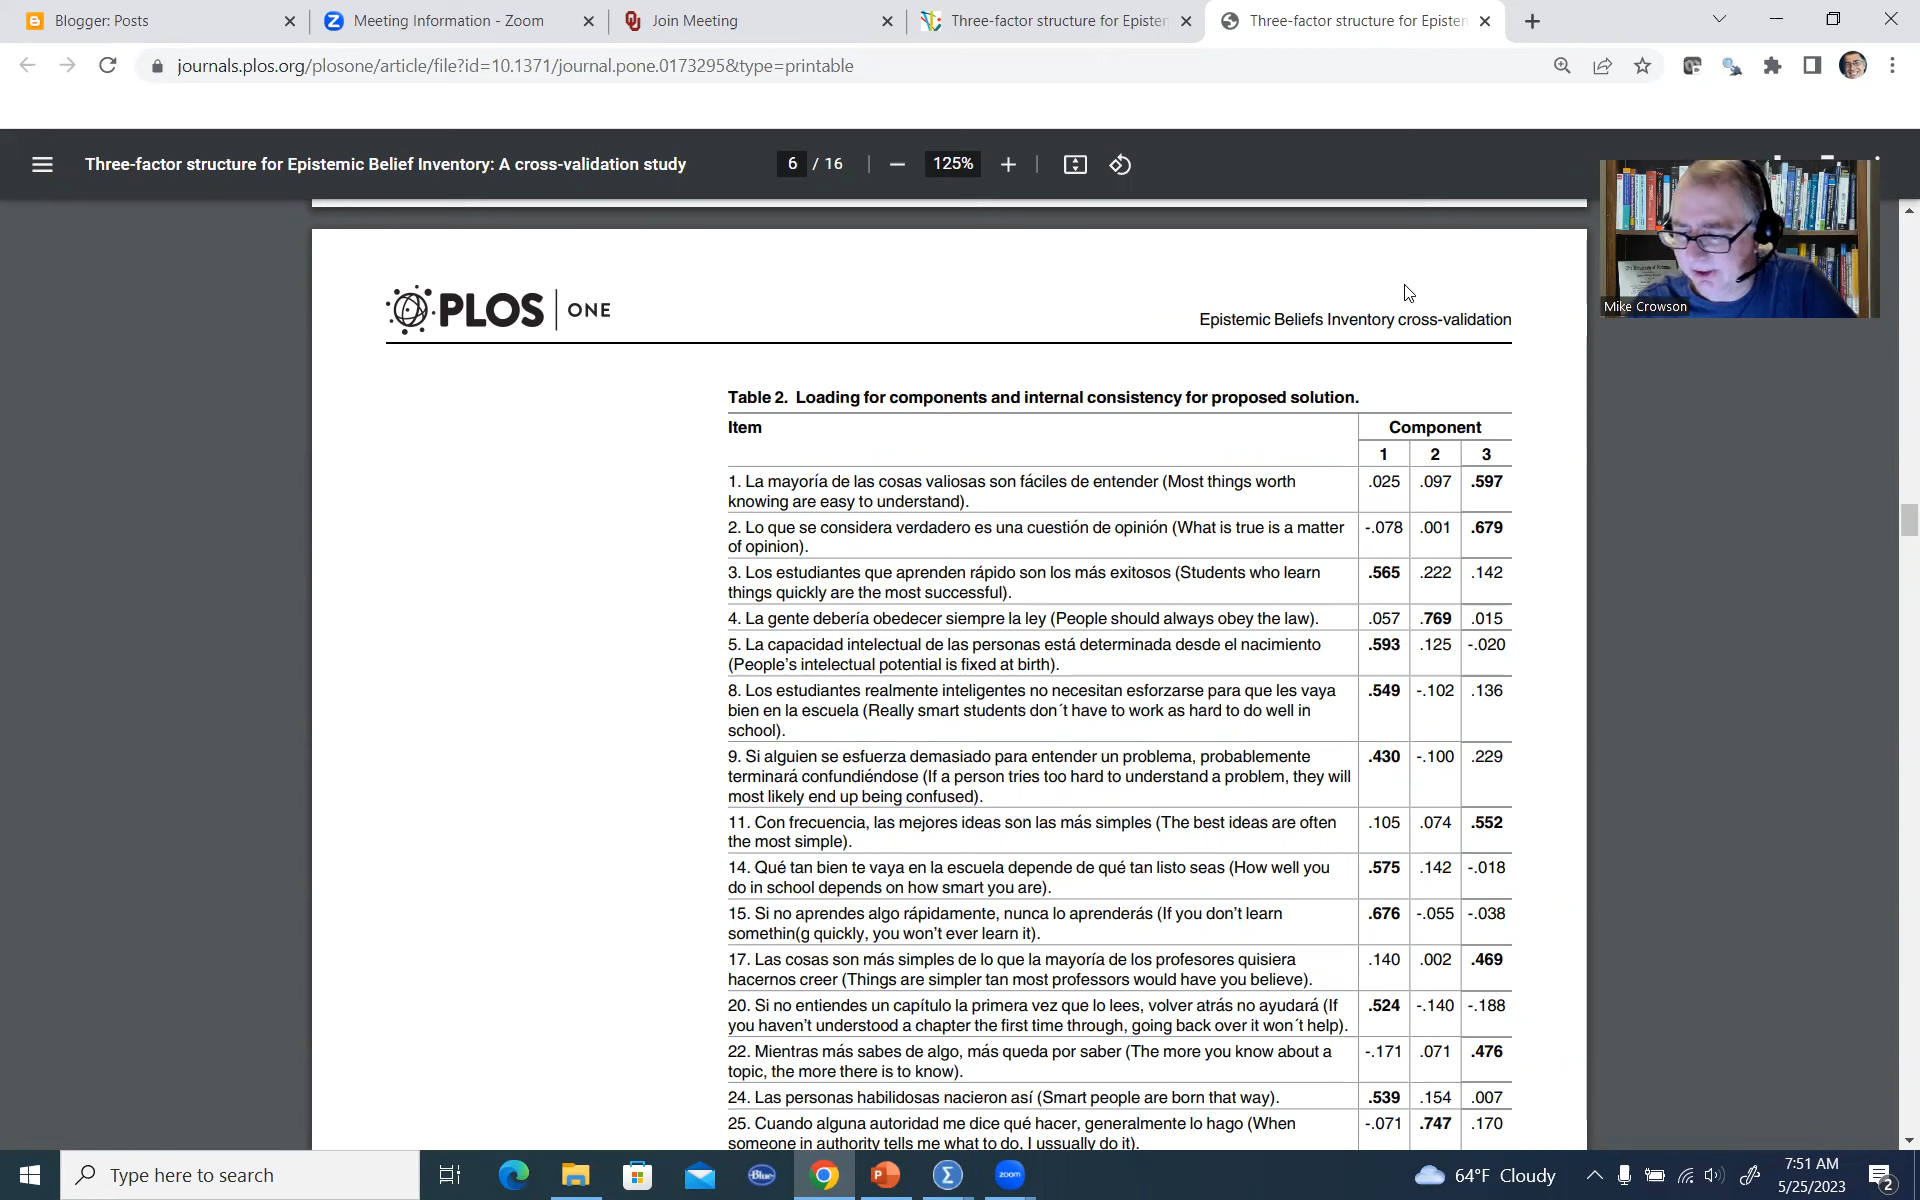 Blogger: Posts
Meeting Information - Zoom
Join Meeting
Three-factor structure for Epister
Three-factor structure for Episten
journals.plos.org/plosone/article/file?id=10.1371/journal.pone.0173295&type=printable
Three-factor structure for Epistemic Belief Inventory: A cross-validation study
6 / 16
125%
Mike Crowson
PLOS ONE
Epistemic Beliefs Inventory cross-validation
Table 2. Loading for components and internal consistency for proposed solution.
Item Component
1 2 3
1. La mayoría de las cosas valiosas son fáciles de entender (Most things worth .025 .097 .597
knowing are easy to understand).
2. Lo que se considera verdadero es una cuestión de opinión (What is true is a matter -.078 .001 .679
of opinion).
3. Los estudiantes que aprenden rápido son los más exitosos (Students who learn .565 .222 .142
things quickly are the most successful).
4. La gente debería obedecer siempre la ley (People should always obey the law). .057 .769 .015
5. La capacidad intelectual de las personas está determinada desde el nacimiento .593 .125 -.020
(People's intelectual potential is fixed at birth).
8. Los estudiantes realmente inteligentes no necesitan esforzarse para que les vaya .549 -.102 .136
bien en la escuela (Really smart students don´t have to work as hard to do well in
school).
9. Si alguien se esfuerza demasiado para entender un problema, probablemente .430 -.100 .229
terminará confundiéndose (If a person tries too hard to understand a problem, they will
most likely end up being confused).
11. Con frecuencia, las mejores ideas son las más simples (The best ideas are often .105 .074 .552
the most simple).
14. Qué tan bien te vaya en la escuela depende de qué tan listo seas (How well you .575 .142 -.018
do in school depends on how smart you are).
15. Si no aprendes algo rápidamente, nunca lo aprenderás (If you don't learn .676 -.055 -.038
somethin(g quickly, you won't ever learn it).
17. Las cosas son más simples de lo que la mayoría de los profesores quisiera .140 .002 .469
hacernos creer (Things are simpler tan most professors would have you believe).
20. Si no entiendes un capítulo la primera vez que lo lees, volver atrás no ayudará (If .524 -.140 -.188
you haven't understood a chapter the first time through, going back over it won´t help).
22. Mientras más sabes de algo, más queda por saber (The more you know about a -.171 .071 .476
topic, the more there is to know).
24. Las personas habilidosas nacieron así (Smart people are born that way). .539 .154 .007
25. Cuando alguna autoridad me dice qué hacer, generalmente lo hago (When -.071 .747 .170
someone in authority tells me what to do, I ussually do it).
Type here to search
Blue
zoom
64°F Cloudy
7:51 AM
5/25/2023
2